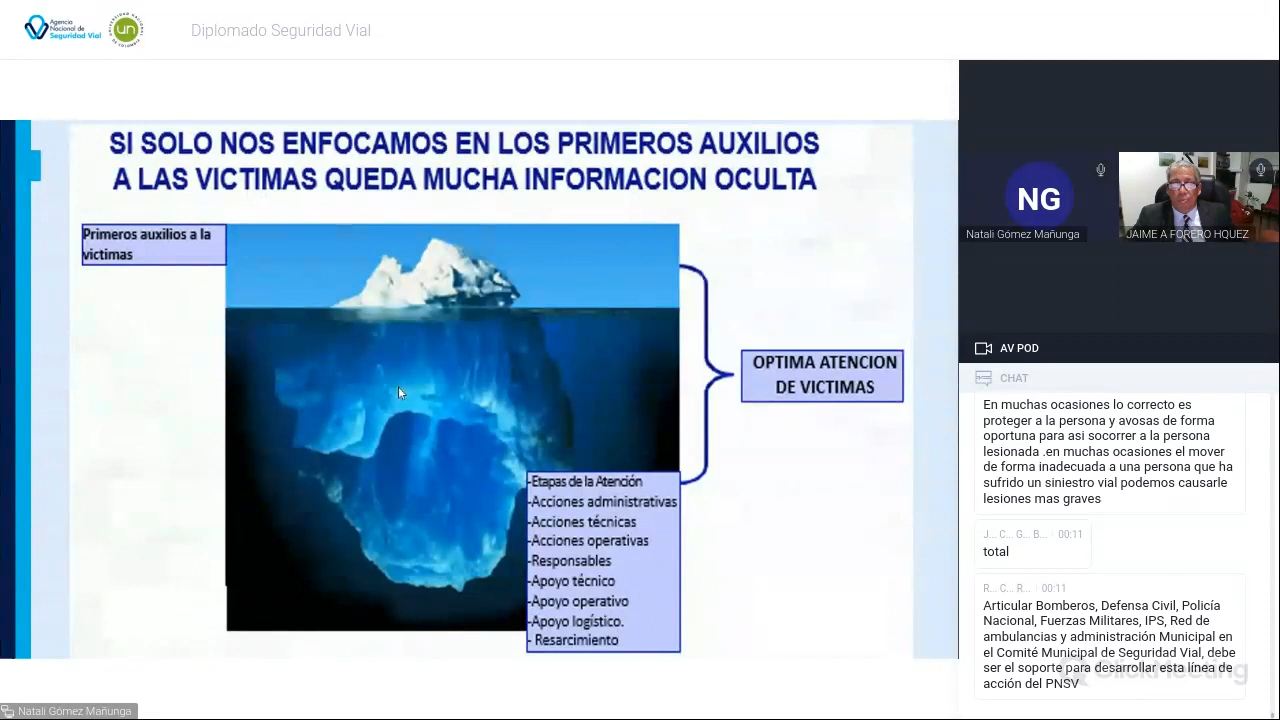 Agencia
Nacional de
Seguridad Vial
un
Diplomado Seguridad Vial
SI SOLO NOS ENFOCAMOS EN LOS PRIMEROS AUXILIOS
A LAS VICTIMAS QUEDA MUCHA INFORMACION OCULTA
Primeros auxilios a la
victimas
OPTIMA ATENCION
DE VICTIMAS
-Etapas de la Atención
-Acciones administrativas
-Acciones técnicas
-Acciones operativas
-Responsables
-Apoyo técnico
-Apoyo operativo
-Apoyo logístico.
- Resarcimiento
Natali Gómez Mañunga
NG
Natali Gómez Mañunga
JAIME A FORERO HQUEZ
AV POD
CHAT
En muchas ocasiones lo correcto es
proteger a la persona y avosas de forma
oportuna para asi socorrer a la persona
lesionada .en muchas ocasiones el mover
de forma inadecuada a una persona que ha
sufrido un siniestro vial podemos causarle
lesiones mas graves
J... C... G... B... 00:11
total
R... C... R... 00:11
Articular Bomberos, Defensa Civil, Policía
Nacional, Fuerzas Militares, IPS, Red de
ambulancias y administración Municipal en
el Comité Municipal de Seguridad Vial, debe
ser el soporte para desarrollar esta línea de
acción del PNSV
ClickMeeting